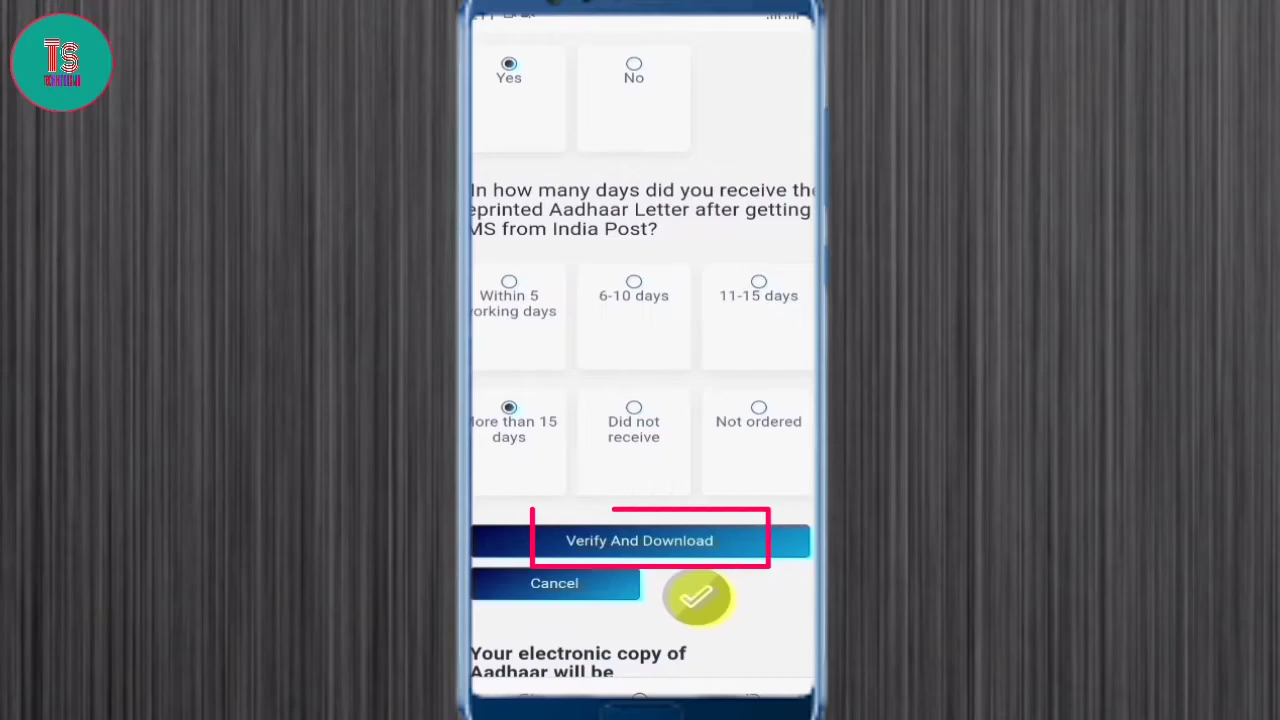 TS
Yes
No
In how many days did you receive the
eprinted Aadhaar Letter after getting
MS from India Post?
Within 5
orking days
6-10 days
11-15 days
ore than 15
days
Did not
receive
Not ordered
Verify And Download
Cancel
Your electronic copy of
Aadhaar will be